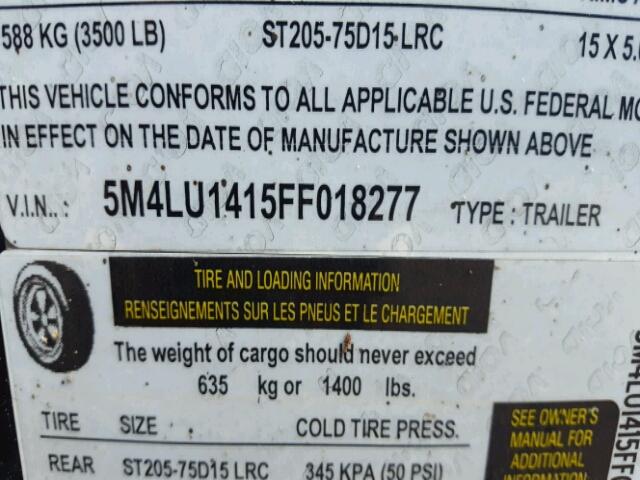 588 KG (3500 LB) ST205-75D15 LRC 15 X 5.
THIS VEHICLE CONFORMS TO ALL APPLICABLE U.S. FEDERAL MO
IN EFFECT ON THE DATE OF MANUFACTURE SHOWN ABOVE
V.I.N.. : 5M4LU1415FF018277 TYPE : TRAILER
TIRE AND LOADING INFORMATION
RENSEIGNEMENTS SUR LES PNEUS ET LE CHARGEMENT
The weight of cargo should never exceed
635 kg or 1400 lbs.
TIRE SIZE COLD TIRE PRESS.
REAR ST205-75D15 LRC 345 KPA (50 PSI)
SEE OWNER'S
MANUAL FOR
ADDITIONAL
INFORMATION
5M4LU1415FF0